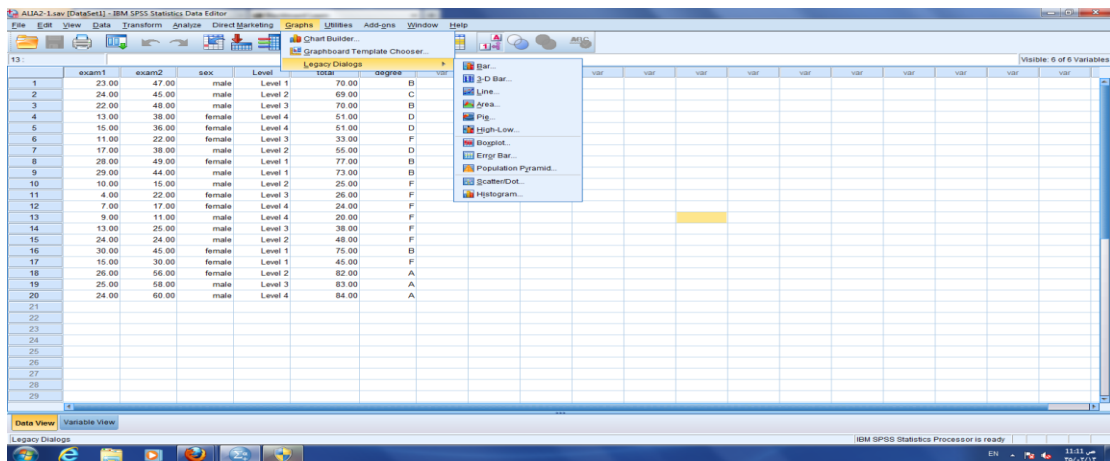 ALIA2-1.sav [DataSet1] - IBM SPSS Statistics Data Editor
File Edit View Data Transform Analyze Direct Marketing Graphs Utilities Add-ons Window Help
Chart Builder...
Graphboard Template Chooser...
Legacy Dialogs
Bar...
3-D Bar...
Line...
Area...
Pie...
High-Low...
Boxplot...
Error Bar...
Population Pyramid...
Scatter/Dot...
Histogram...
13 :
Visible: 6 of 6 Variables
exam1 exam2 sex Level total degree var var var var var var var var var
1 23.00 47.00 male Level 1 70.00 B
2 24.00 45.00 male Level 2 69.00 C
3 22.00 48.00 male Level 3 70.00 B
4 13.00 38.00 female Level 4 51.00 D
5 15.00 36.00 female Level 4 51.00 D
6 11.00 22.00 female Level 3 33.00 F
7 17.00 38.00 male Level 2 55.00 D
8 28.00 49.00 female Level 1 77.00 B
9 29.00 44.00 male Level 1 73.00 B
10 10.00 15.00 male Level 2 25.00 F
11 4.00 22.00 female Level 3 26.00 F
12 7.00 17.00 female Level 4 24.00 F
13 9.00 11.00 male Level 4 20.00 F
14 13.00 25.00 male Level 3 38.00 F
15 24.00 24.00 male Level 2 48.00 F
16 30.00 45.00 female Level 1 75.00 B
17 15.00 30.00 female Level 1 45.00 F
18 26.00 56.00 female Level 2 82.00 A
19 25.00 58.00 male Level 3 83.00 A
20 24.00 60.00 male Level 4 84.00 A
21
22
23
24
25
26
27
28
29
Data View Variable View
Legacy Dialogs
IBM SPSS Statistics Processor is ready
EN
11:11 ص